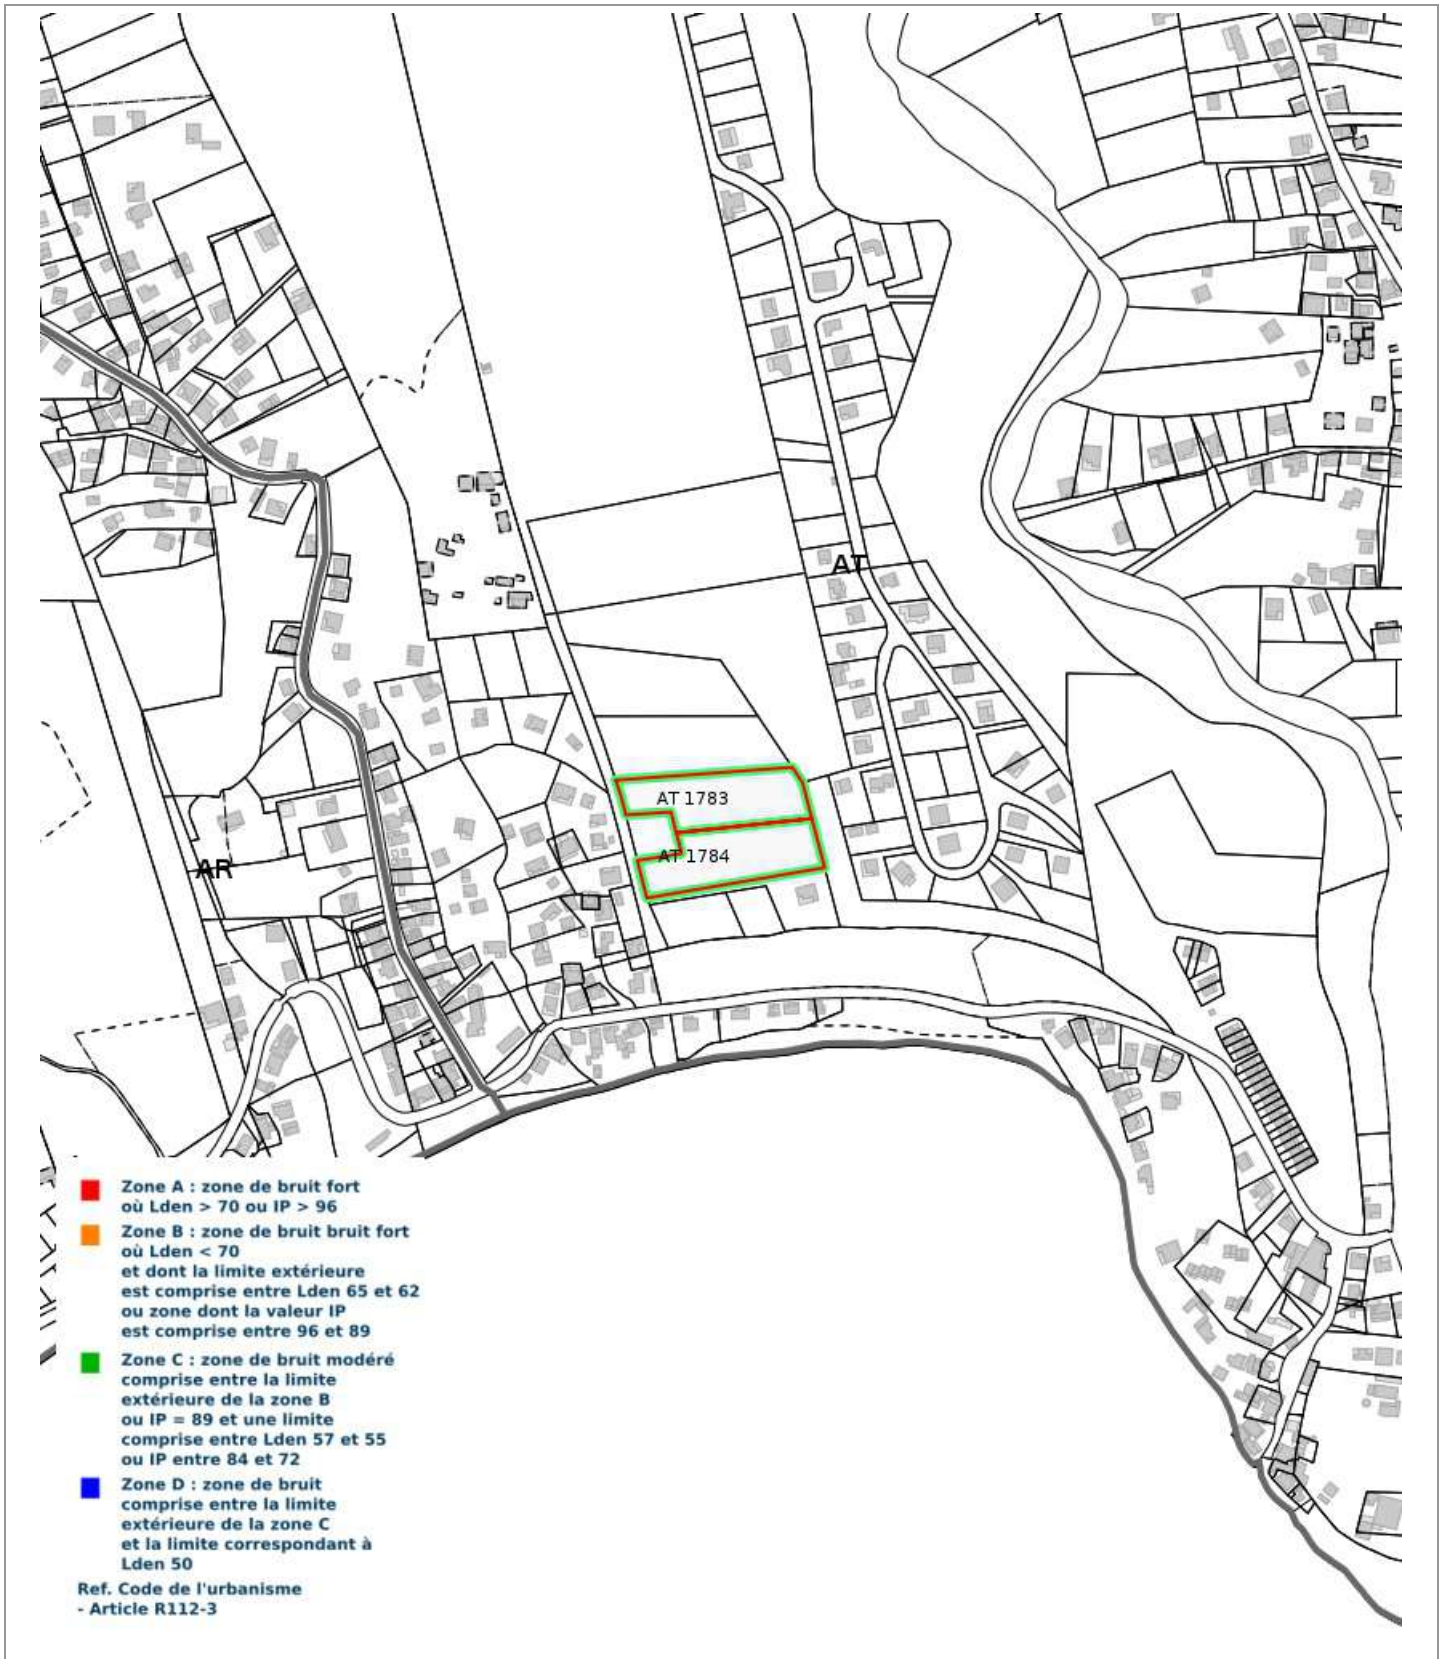 AT
AT 1783
AT 1784
AR
Zone A : zone de bruit fort
où Lden > 70 ou IP > 96
Zone B : zone de bruit bruit fort
où Lden < 70
et dont la limite extérieure
est comprise entre Lden 65 et 62
ou zone dont la valeur IP
est comprise entre 96 et 89
Zone C : zone de bruit modéré
comprise entre la limite
extérieure de la zone B
ou IP = 89 et une limite
comprise entre Lden 57 et 55
ou IP entre 84 et 72
Zone D : zone de bruit
comprise entre la limite
extérieure de la zone C
et la limite correspondant à
Lden 50
Ref. Code de l'urbanisme
- Article R112-3